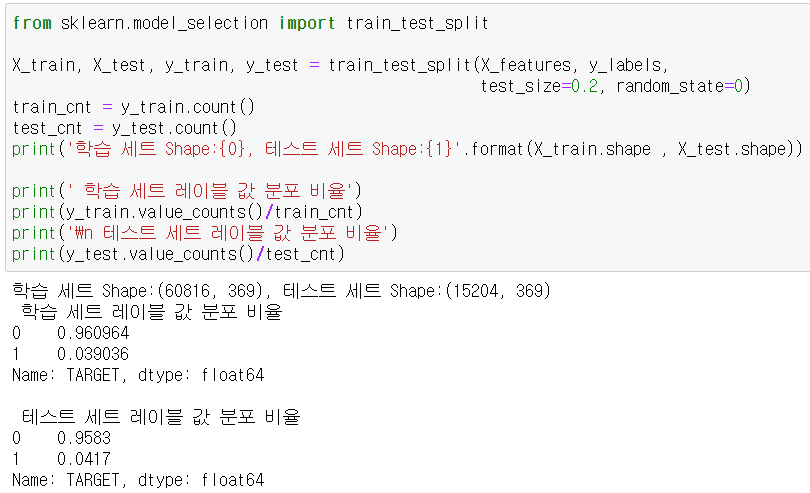 from sklearn.model_selection import train_test_split
X_train, X_test, y_train, y_test = train_test_split(X_features, y_labels,
test_size=0.2, random_state=0)
train_cnt = y_train.count()
test_cnt = y_test.count()
print('학습 세트 Shape:{0}, 테스트 세트 Shape:{1}'.format(X_train.shape , X_test.shape))
print(' 학습 세트 레이블 값 분포 비율')
print(y_train.value_counts()/train_cnt)
print('₩n 테스트 세트 레이블 값 분포 비율')
print(y_test.value_counts()/test_cnt)
학습 세트 Shape:(60816, 369), 테스트 세트 Shape:(15204, 369)
학습 세트 레이블 값 분포 비율
0    0.960964
1    0.039036
Name: TARGET, dtype: float64
테스트 세트 레이블 값 분포 비율
0    0.9583
1    0.0417
Name: TARGET, dtype: float64